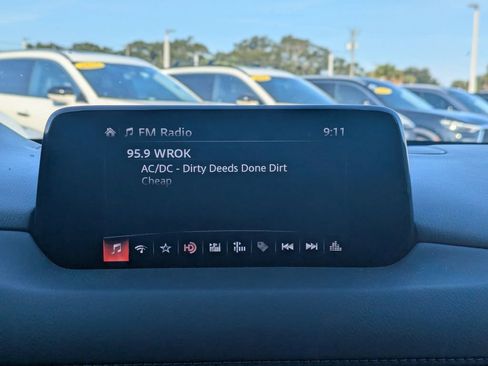 FM Radio 9:11
95.9 WROK
AC/DC - Dirty Deeds Done Dirt
Cheap